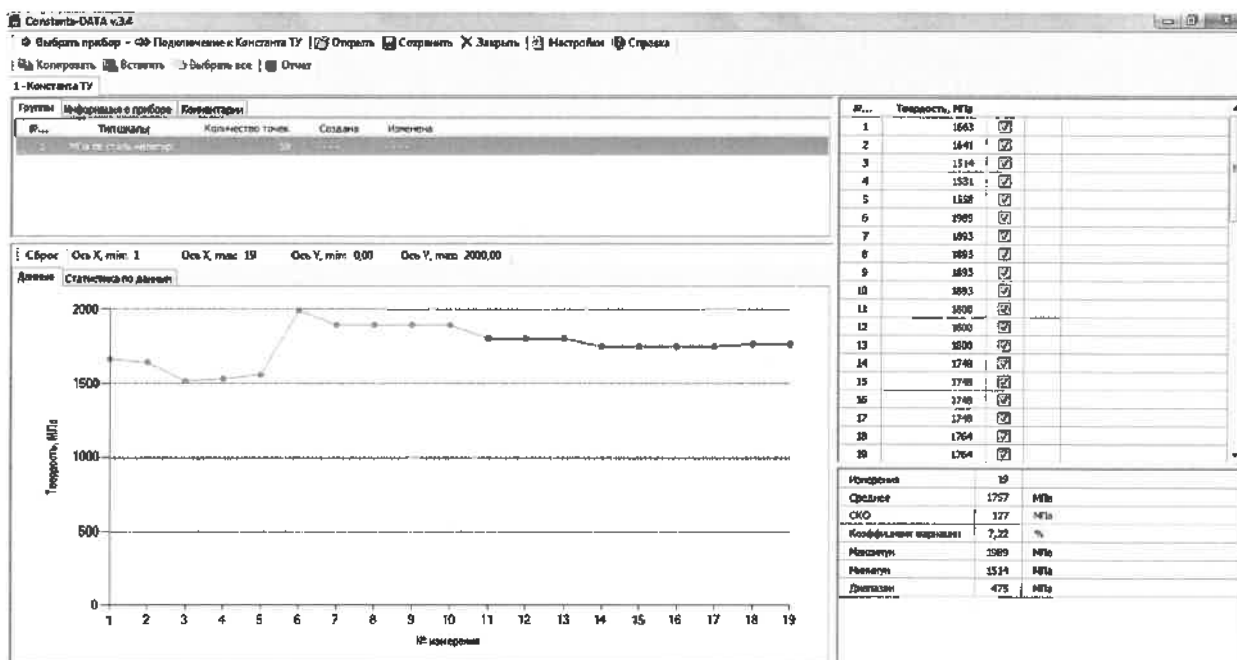 Constanta-DATA v.3.4
Выбрать прибор - Подключение к Константа ТУ Открыть Сохранить Закрыть Настройки Справка
Копировать Вставить Выбрать все Отчет
1 - Константа ТУ
Группы Информация о приборе Комментарии
№... Тип шкалы Количество точек Создана Изменена
1 19 ---- ----
Сброс Ось X, min: 1 Ось X, max: 19 Ось Y, min: 0,00 Ось Y, max: 2000,00
Данные Статистика по данным
Твердость, МПа
2000
1500
1000
500
0
1 2 3 4 5 6 7 8 9 10 11 12 13 14 15 16 17 18 19
№ измерения
№... Твердость, МПа
1 1663
2 1641
3 1514
4 1531
5 1558
6 1989
7 1893
8 1893
9 1893
10 1893
11 1800
12 1800
13 1800
14 1748
15 1748
16 1748
17 1748
18 1764
19 1764
Измерения 19
Среднее 1757 МПа
СКО 127 МПа
Коэффициент вариации 7,22 %
Максимум 1989 МПа
Минимум 1514 МПа
Диапазон 475 МПа